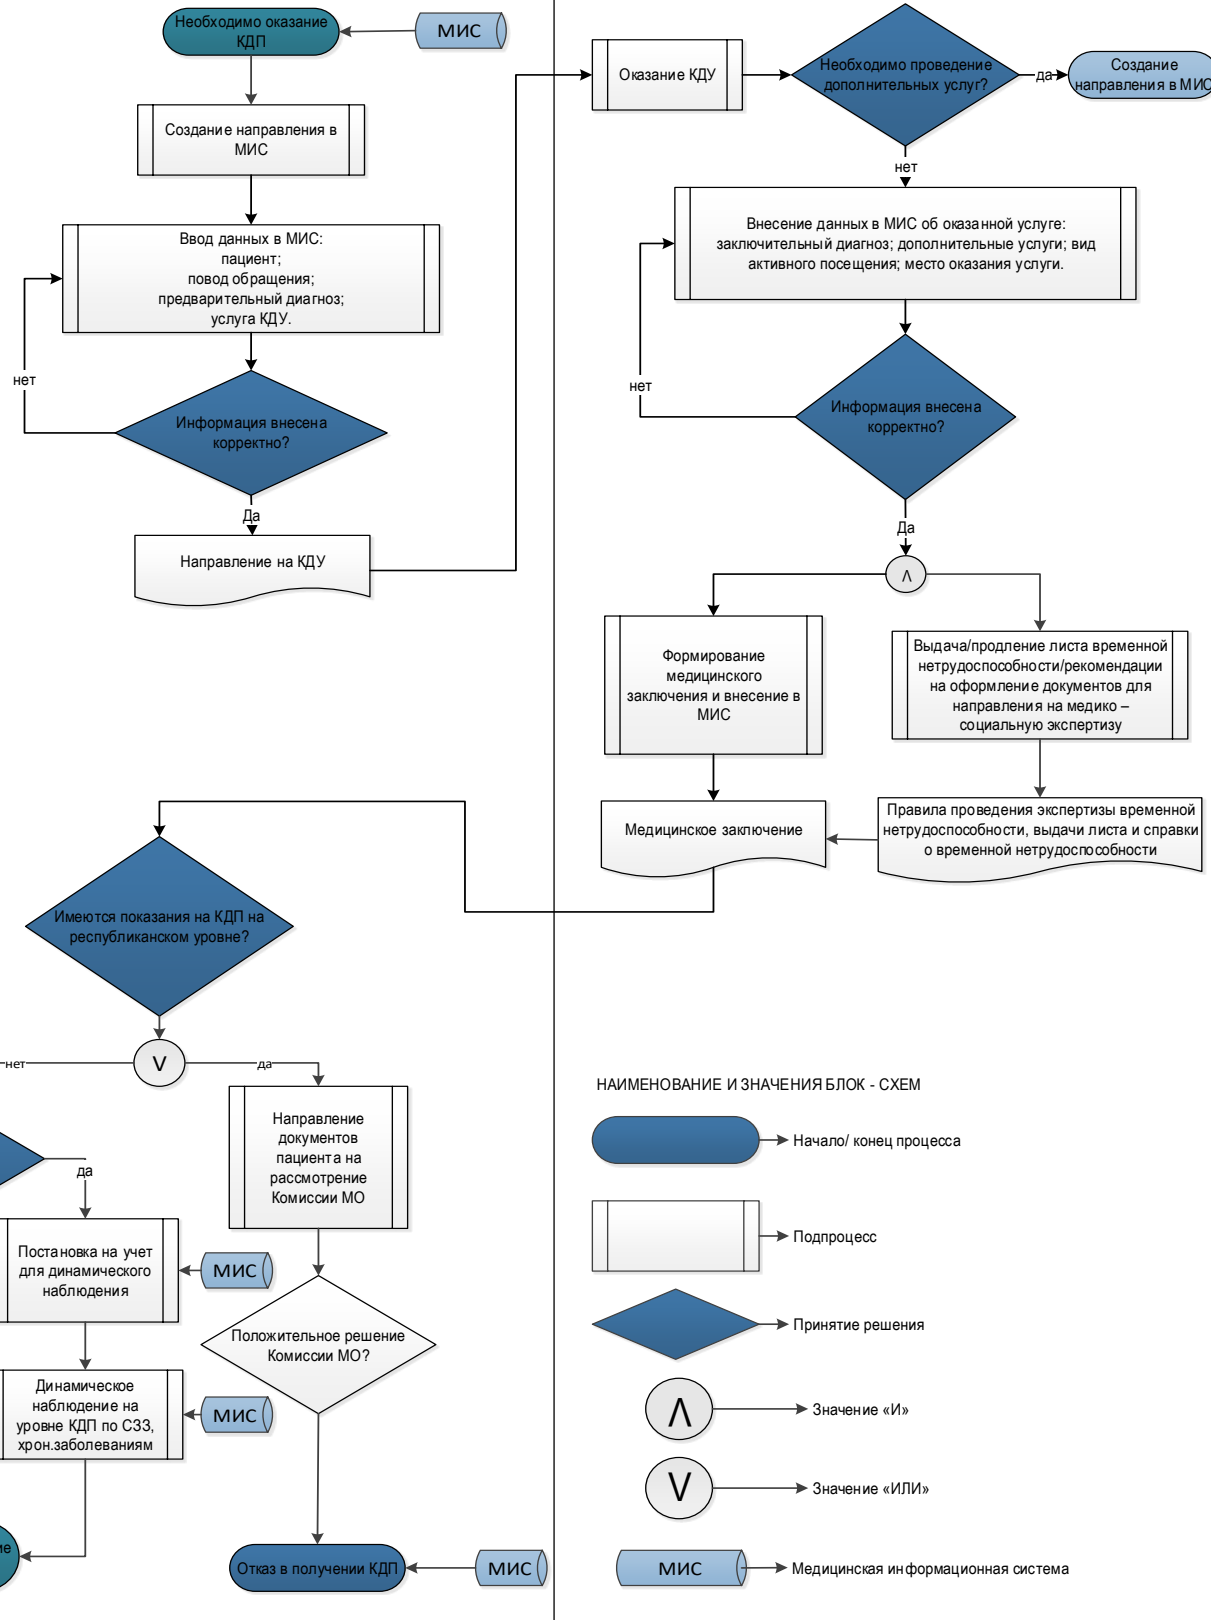 Необходимо оказание
КДП
МИС
Создание направления в
МИС
Ввод данных в МИС:
пациент;
повод обращения;
предварительный диагноз;
услуга КДУ.
нет
Информация внесена
корректно?
Да
Направление на КДУ
Оказание КДУ
Необходимо проведение
дополнительных услуг?
да
Создание
направления в МИС
нет
Внесение данных в МИС об оказанной услуге:
заключительный диагноз; дополнительные услуги; вид
активного посещения; место оказания услуги.
нет
Информация внесена
корректно?
Да
Λ
Формирование
медицинского
заключения и внесение в
МИС
Выдача/продление листа временной
нетрудоспособности/рекомендации
на оформление документов для
направления на медико –
социальную экспертизу
Медицинское заключение
Правила проведения экспертизы временной
нетрудоспособности, выдачи листа и справки
о временной нетрудоспособности
Имеются показания на КДП на
республиканском уровне?
нет
V
да
Направление
документов
пациента на
рассмотрение
Комиссии МО
да
Постановка на учет
для динамического
наблюдения
МИС
Положительное решение
Комиссии МО?
Динамическое
наблюдение на
уровне КДП по СЗЗ,
хрон.заболеваниям
МИС
ие
Отказ в получении КДП
МИС
НАИМЕНОВАНИЕ И ЗНАЧЕНИЯ БЛОК - СХЕМ
Начало/ конец процесса
Подпроцесс
Принятие решения
Λ
Значение «И»
V
Значение «ИЛИ»
МИС
Медицинская информационная система